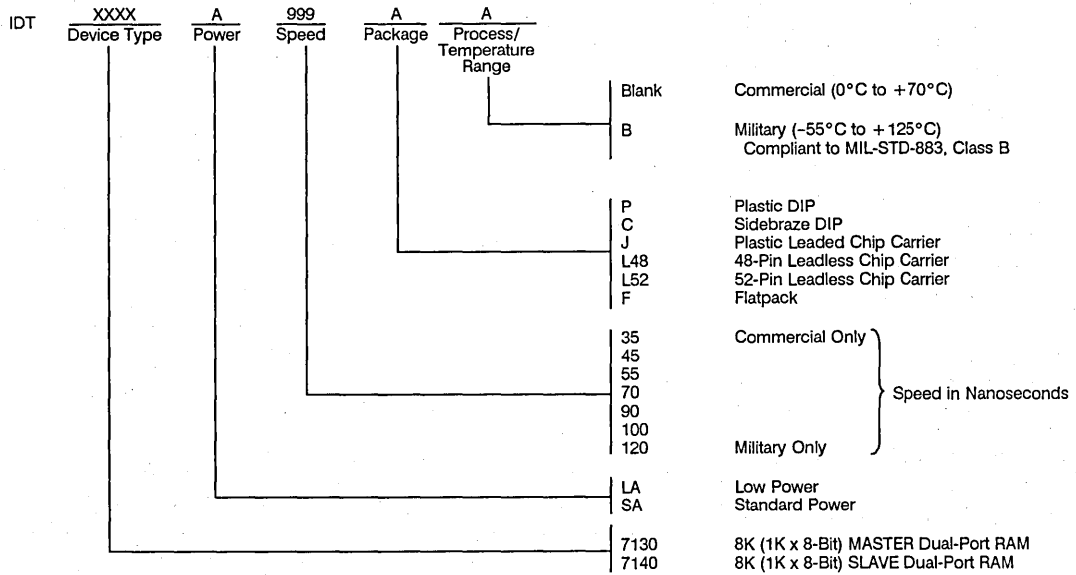 IDT XXXX A 999 A A
Device Type Power Speed Package Process/
Temperature
Range
Blank Commercial (0°C to +70°C)
B Military (–55°C to +125°C)
Compliant to MIL-STD-883, Class B
P Plastic DIP
C Sidebraze DIP
J Plastic Leaded Chip Carrier
L48 48-Pin Leadless Chip Carrier
L52 52-Pin Leadless Chip Carrier
F Flatpack
35 Commercial Only
45
55
70 Speed in Nanoseconds
90
100
120 Military Only
LA Low Power
SA Standard Power
7130 8K (1K x 8-Bit) MASTER Dual-Port RAM
7140 8K (1K x 8-Bit) SLAVE Dual-Port RAM